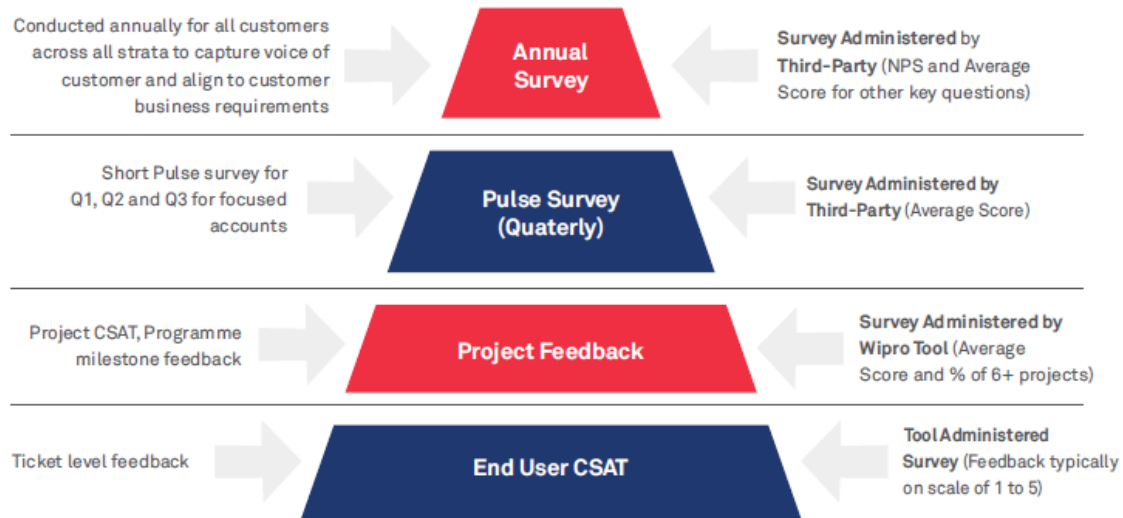 Conducted annually for all customers
across all strata to capture voice of
customer and align to customer
business requirements
Annual
Survey
Survey Administered by
Third-Party (NPS and Average
Score for other key questions)
Short Pulse survey for
Q1, Q2 and Q3 for focused
accounts
Pulse Survey
(Quaterly)
Survey Administered by
Third-Party (Average Score)
Project CSAT, Programme
milestone feedback
Project Feedback
Survey Administered by
Wipro Tool (Average
Score and % of 6+ projects)
Ticket level feedback
End User CSAT
Tool Administered
Survey (Feedback typically
on scale of 1 to 5)